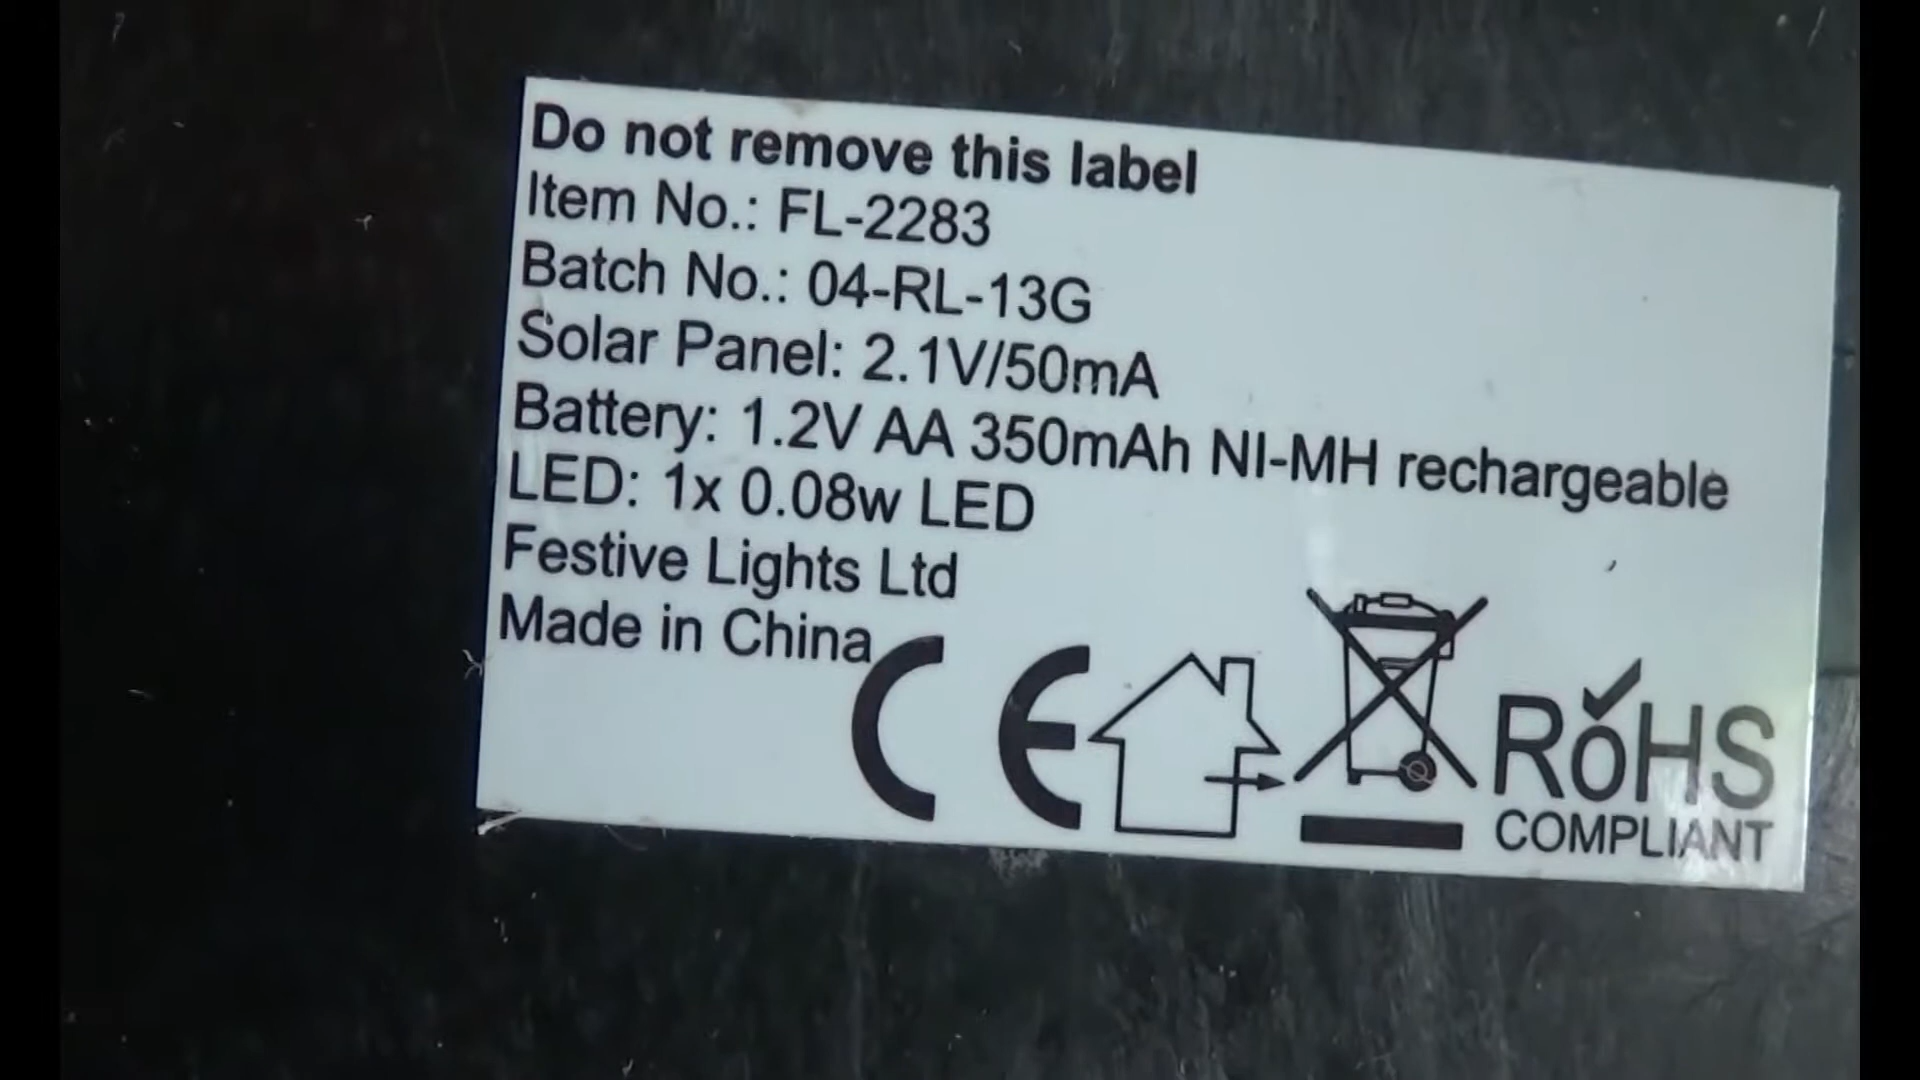 Do not remove this label
Item No.: FL-2283
Batch No.: 04-RL-13G
Solar Panel: 2.1V/50mA
Battery: 1.2V AA 350mAh NI-MH rechargeable
LED: 1x 0.08w LED
Festive Lights Ltd
Made in China
CE
RoHS
COMPLIANT